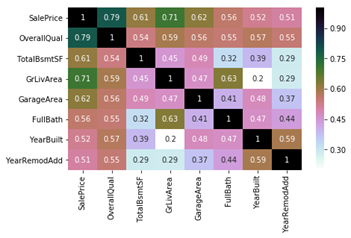 SalePrice 1 0.79 0.61 0.71 0.62 0.56 0.52 0.51
OverallQual 0.79 1 0.54 0.59 0.56 0.55 0.57 0.55
TotalBsmtSF 0.61 0.54 1 0.45 0.49 0.32 0.39 0.29
GrLivArea 0.71 0.59 0.45 1 0.47 0.63 0.2 0.29
GarageArea 0.62 0.56 0.49 0.47 1 0.41 0.48 0.37
FullBath 0.56 0.55 0.32 0.63 0.41 1 0.47 0.44
YearBuilt 0.52 0.57 0.39 0.2 0.48 0.47 1 0.59
YearRemodAdd 0.51 0.55 0.29 0.29 0.37 0.44 0.59 1
SalePrice OverallQual TotalBsmtSF GrLivArea GarageArea FullBath YearBuilt YearRemodAdd
0.90
0.75
0.60
0.45
0.30